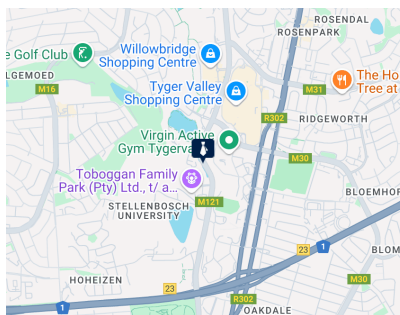 ROSENDAL
ROSENPARK
e Golf Club
Willowbridge
Shopping Centre
LGEMOED
M16
Tyger Valley
Shopping Centre
M31
The Ho
Tree at
R302
RIDGEWORTH
Virgin Active
Gym Tygerva
M30
Toboggan Family
Park (Pty) Ltd., t/ a...
BLOEMHO
M121
STELLENBOSCH
UNIVERSITY
23
1
BLOM
HOHEIZEN
M30
23
1
R302
OAKDALE